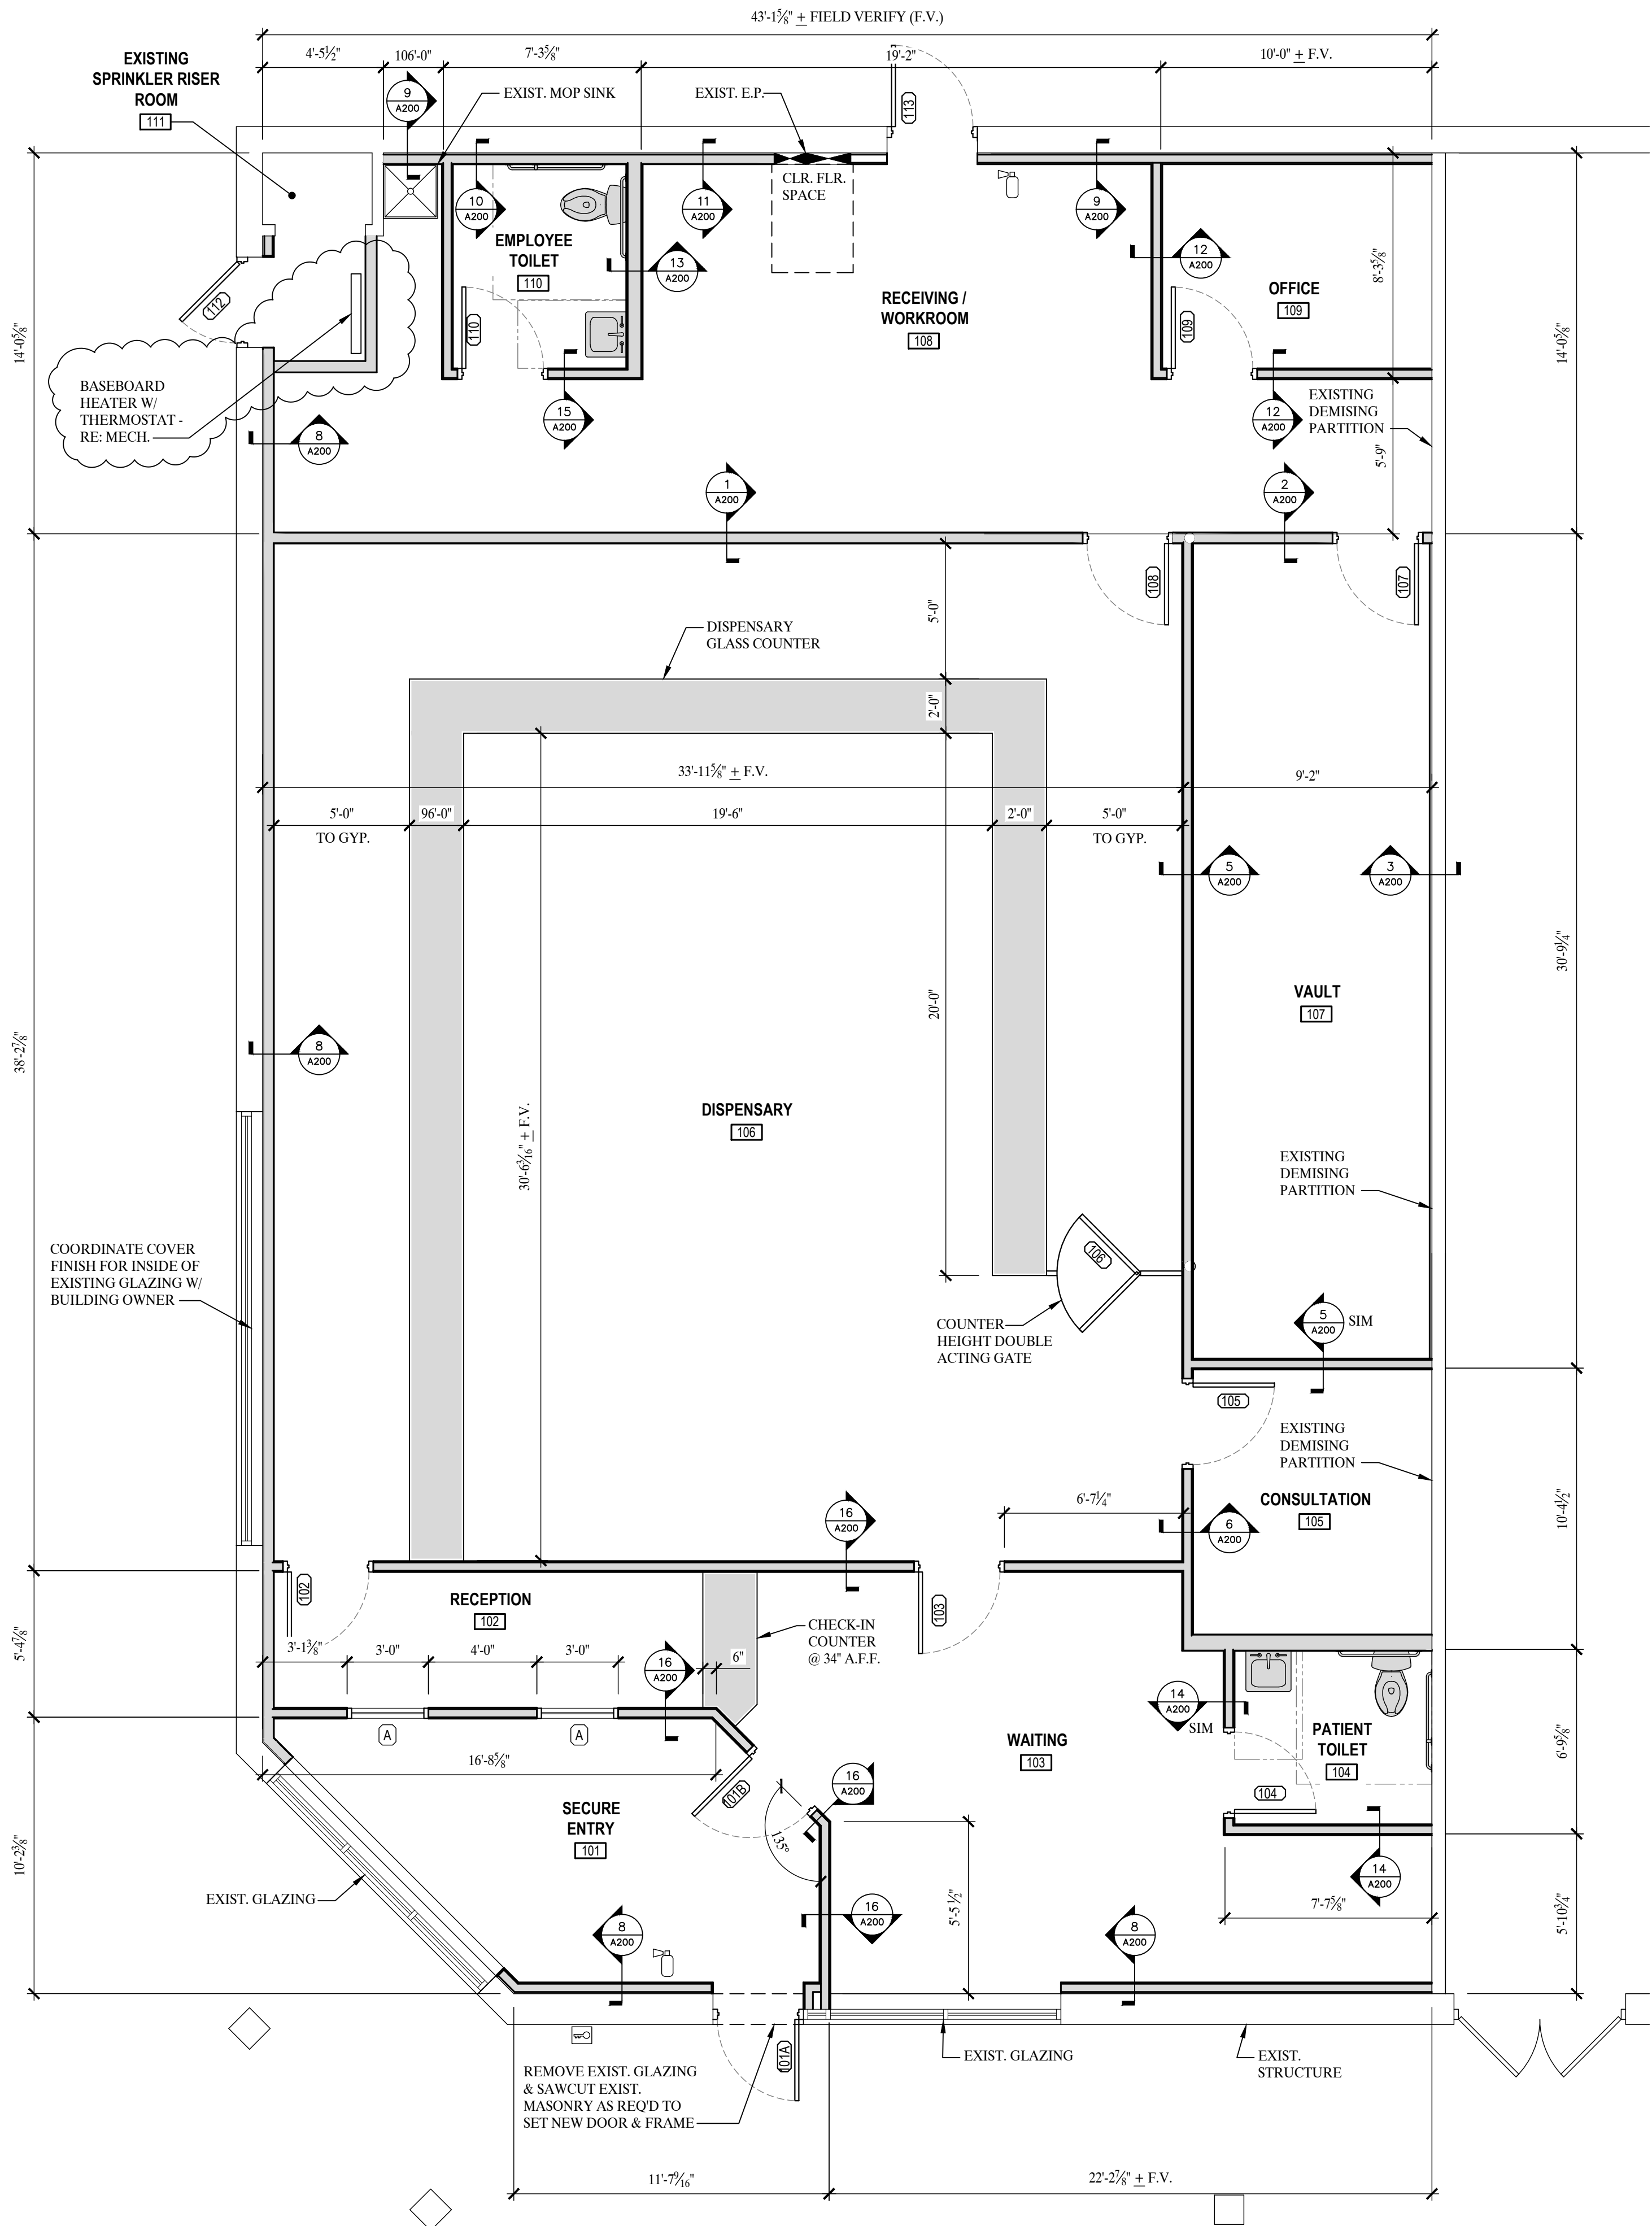 43'-1⅝" ± FIELD VERIFY (F.V.)
4'-5½"
106'-0"
7'-3⅝"
19'-2"
10'-0" ± F.V.
EXISTING
SPRINKLER RISER
ROOM
111
9
A200
EXIST. MOP SINK
EXIST. E.P.
113
10
A200
11
A200
CLR. FLR.
SPACE
9
A200
EMPLOYEE
TOILET
110
13
A200
12
A200
8'-3⅝"
OFFICE
109
112
110
RECEIVING /
WORKROOM
108
109
14'-0⅝"
14'-0⅝"
BASEBOARD
HEATER W/
THERMOSTAT -
RE: MECH.
8
A200
15
A200
12
A200
EXISTING
DEMISING
PARTITION
5'-9"
1
A200
2
A200
108
107
5'-0"
DISPENSARY
GLASS COUNTER
2'-0"
33'-11⅝" ± F.V.
9'-2"
5'-0"
TO GYP.
96'-0"
19'-6"
2'-0"
5'-0"
TO GYP.
5
A200
3
A200
30'-9¼"
20'-0"
VAULT
107
38'-2⅞"
8
A200
DISPENSARY
106
30'-6³⁄₁₆" ± F.V.
EXISTING
DEMISING
PARTITION
COORDINATE COVER
FINISH FOR INSIDE OF
EXISTING GLAZING W/
BUILDING OWNER
106
COUNTER
HEIGHT DOUBLE
ACTING GATE
5
A200
SIM
105
EXISTING
DEMISING
PARTITION
6'-7¼"
CONSULTATION
105
10'-4½"
16
A200
6
A200
102
RECEPTION
102
103
CHECK-IN
COUNTER
@ 34" A.F.F.
5'-4⅞"
3'-1⅜"
3'-0"
4'-0"
3'-0"
16
A200
6"
14
A200
SIM
A
A
WAITING
103
PATIENT
TOILET
104
6'-9⅝"
16'-8⅝"
101B
16
A200
104
SECURE
ENTRY
101
135°
10'-2⅜"
14
A200
EXIST. GLAZING
16
A200
5'-5½"
7'-7⅝"
5'-10¾"
8
A200
8
A200
101A
REMOVE EXIST. GLAZING
& SAWCUT EXIST.
MASONRY AS REQ'D TO
SET NEW DOOR & FRAME
EXIST. GLAZING
EXIST.
STRUCTURE
11'-7⁹⁄₁₆"
22'-2⅞" ± F.V.